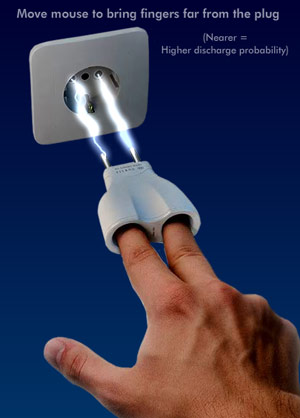 Move mouse to bring fingers far from the plug
(Nearer =
Higher discharge probability)